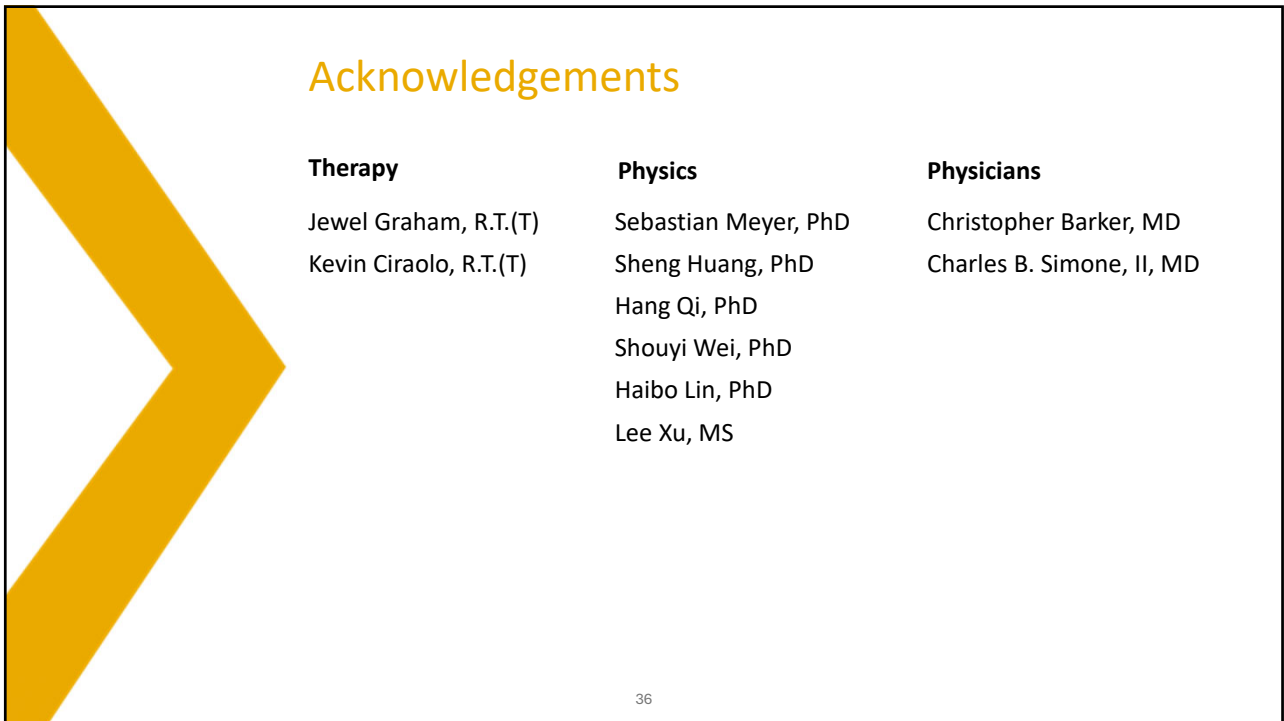 Acknowledgements
Therapy
Jewel Graham, R.T.(T)
Kevin Ciraolo, R.T.(T)
Physics
Sebastian Meyer, PhD
Sheng Huang, PhD
Hang Qi, PhD
Shouyi Wei, PhD
Haibo Lin, PhD
Lee Xu, MS
Physicians
Christopher Barker, MD
Charles B. Simone, II, MD
36